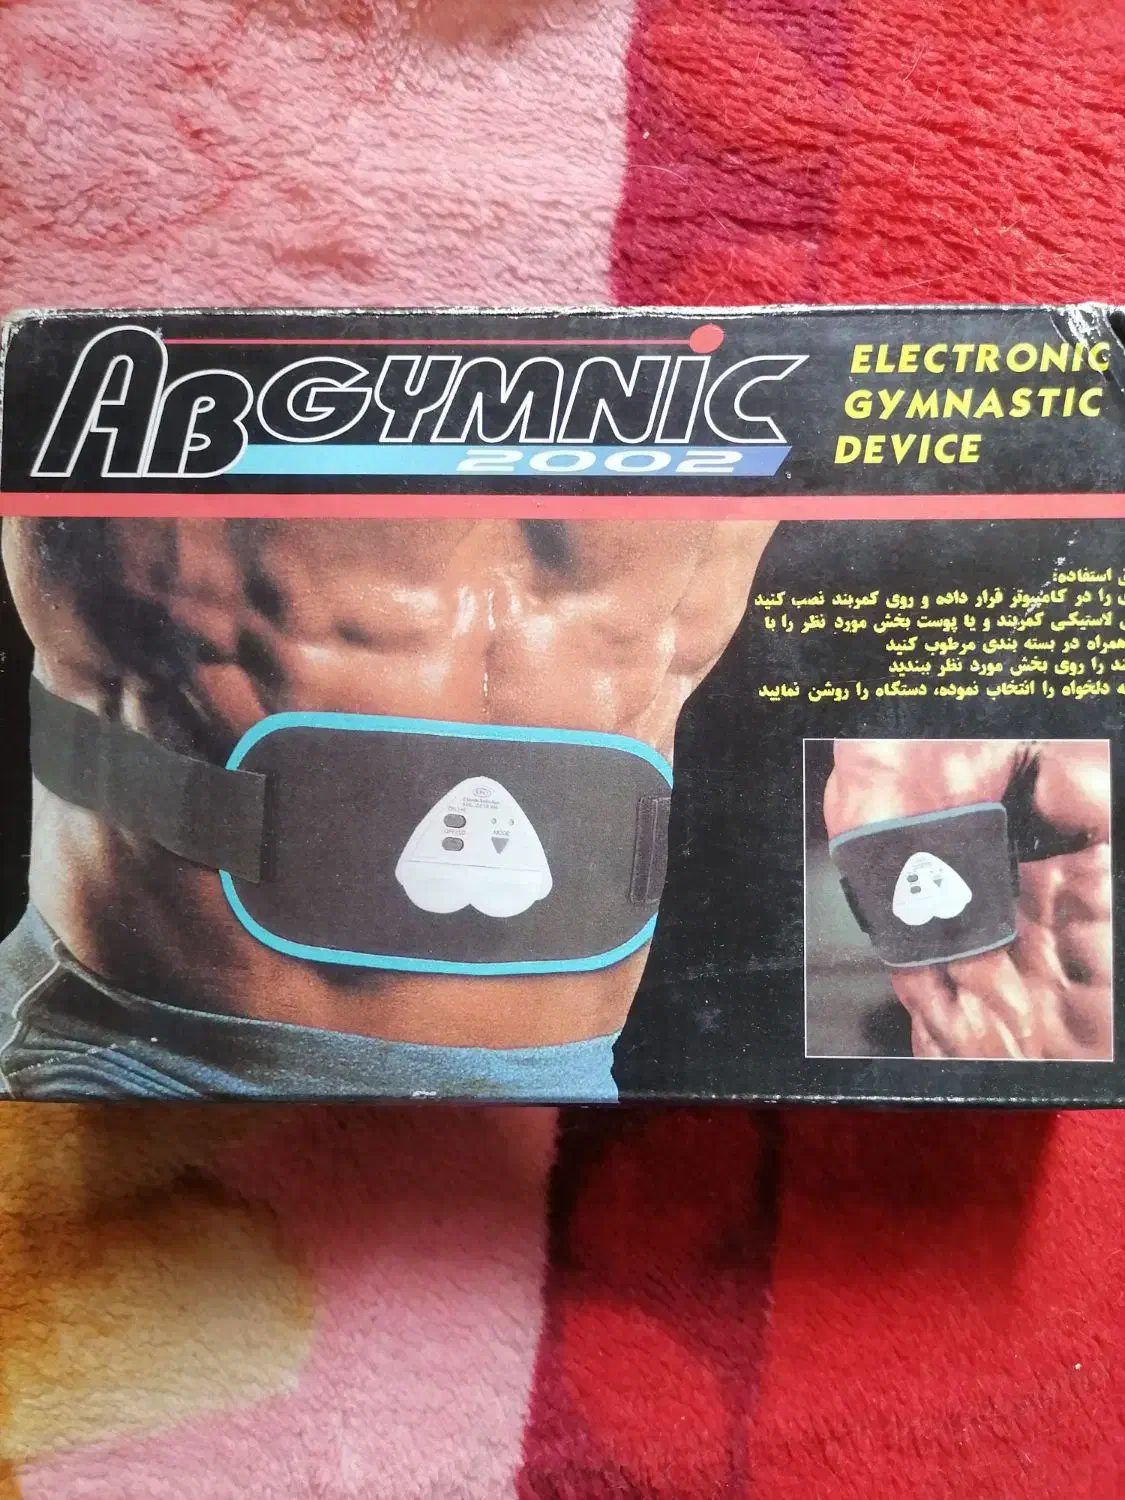 ABGYMNIC
2002
ELECTRONIC
GYMNASTIC
DEVICE
استفاده:
را در کامپیوتر قرار داده و روی کمربند نصب کنید
لاستیکی کمربند و یا پوست بخش مورد نظر را با
همراه در بسته بندی مرطوب کنید
را روی بخش مورد نظر ببندید
دلخواه را انتخاب نموده، دستگاه را روشن نمایید
MODE